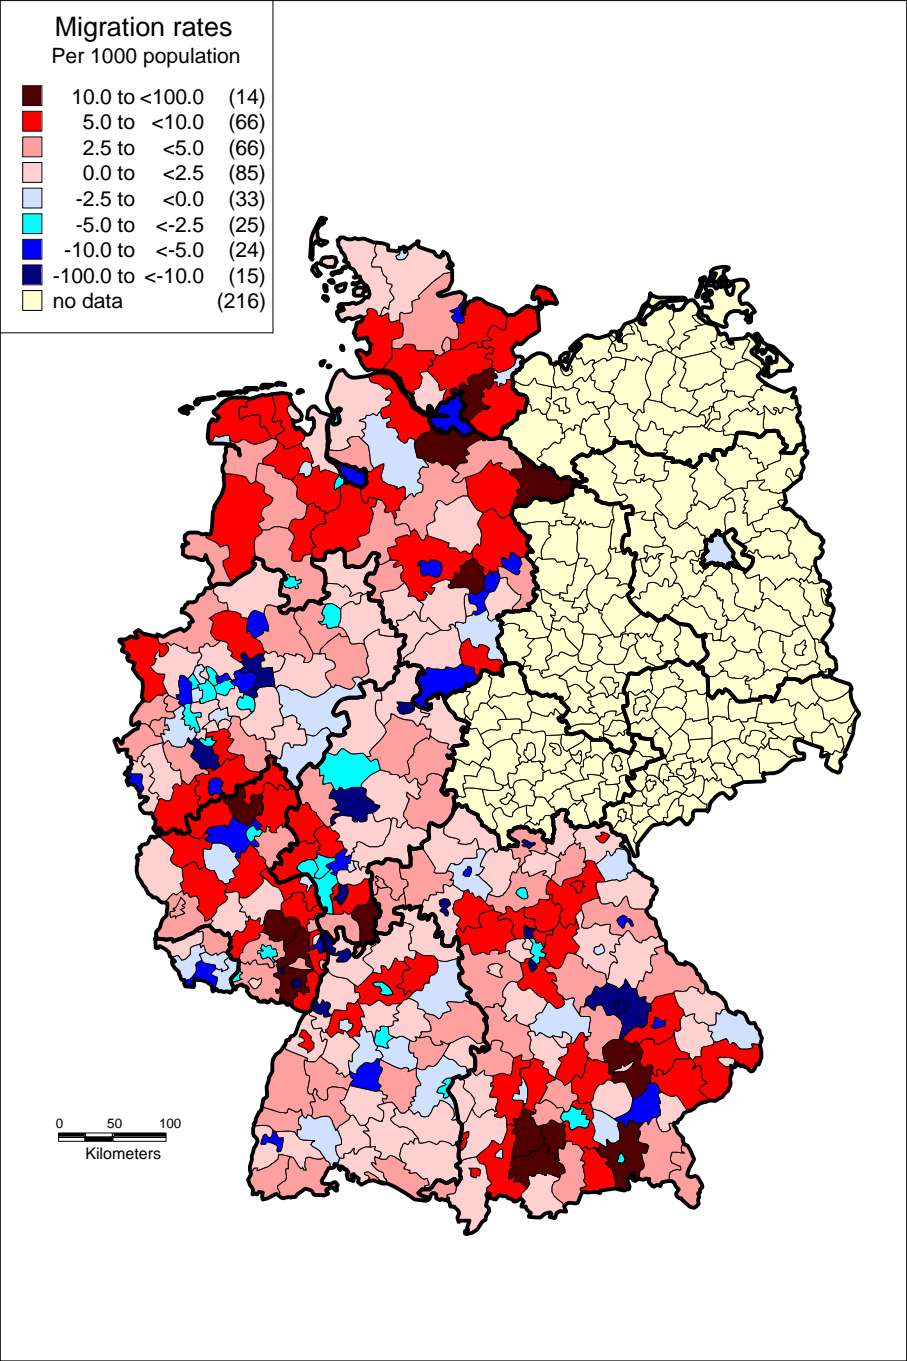 Migration rates
Per 1000 population
10.0 to <100.0 (14)
5.0 to <10.0 (66)
2.5 to <5.0 (66)
0.0 to <2.5 (85)
-2.5 to <0.0 (33)
-5.0 to <-2.5 (25)
-10.0 to <-5.0 (24)
-100.0 to <-10.0 (15)
no data (216)
0 50 100
Kilometers